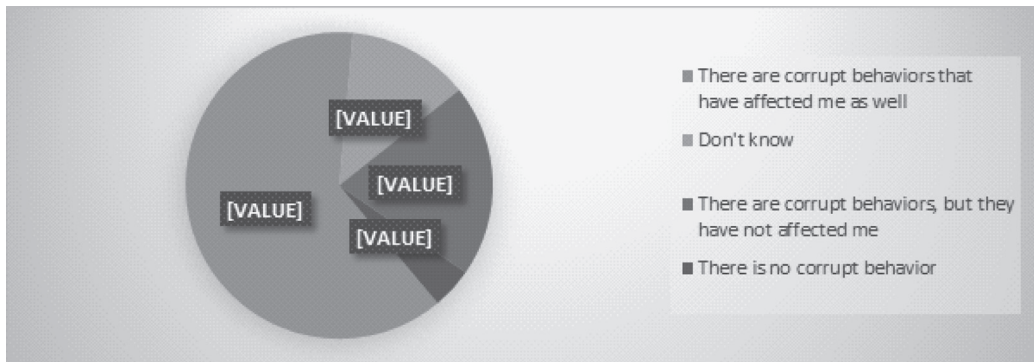 [VALUE]
[VALUE]
[VALUE]
[VALUE]
There are corrupt behaviors that
have affected me as well
Don't know
There are corrupt behaviors, but they
have not affected me
There is no corrupt behavior